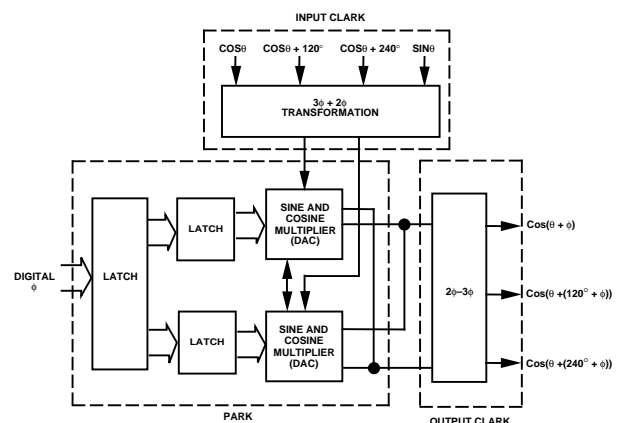 INPUT CLARK
COSθ
COSθ + 120°
COSθ + 240°
SINθ
3ϕ + 2ϕ
TRANSFORMATION
DIGITAL
ϕ
LATCH
LATCH
SINE AND
COSINE
MULTIPLIER
(DAC)
LATCH
SINE AND
COSINE
MULTIPLIER
(DAC)
2ϕ–3ϕ
Cos(θ + ϕ)
Cos(θ +(120° + ϕ))
Cos(θ +(240° + ϕ))
PARK
OUTPUT CLARK